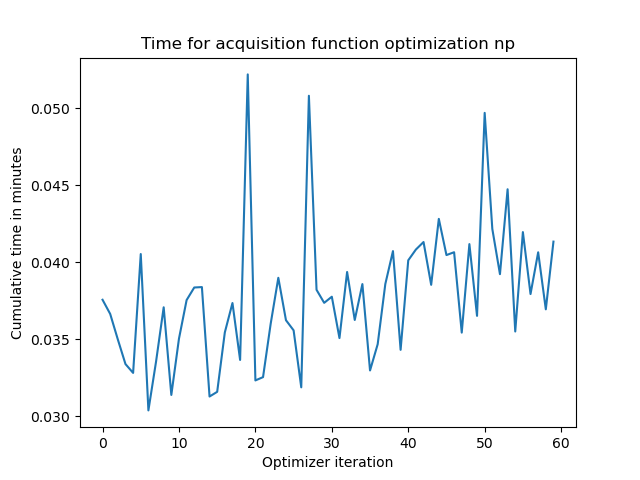 Time for acquisition function optimization np
Cumulative time in minutes
0.050
0.045
0.040
0.035
0.030
0 10 20 30 40 50 60
Optimizer iteration